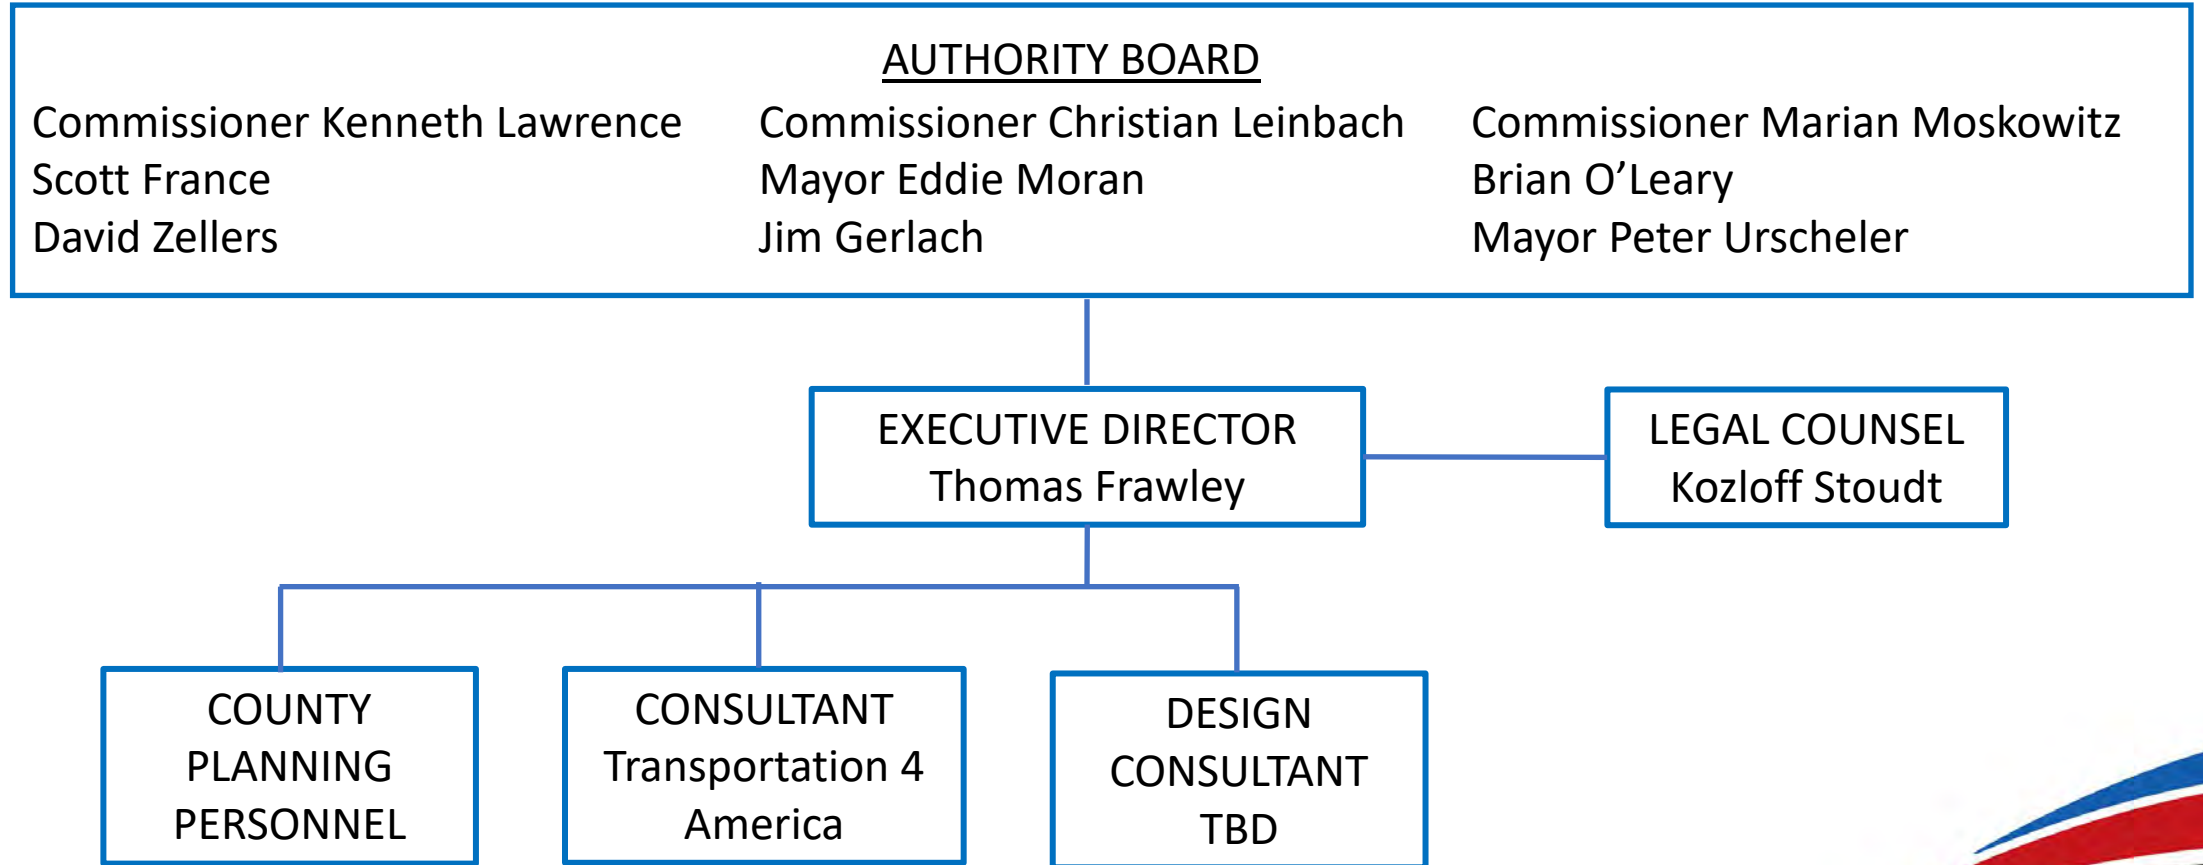 AUTHORITY BOARD
Commissioner Kenneth Lawrence
Scott France
David Zellers
Commissioner Christian Leinbach
Mayor Eddie Moran
Jim Gerlach
Commissioner Marian Moskowitz
Brian O’Leary
Mayor Peter Urscheler
EXECUTIVE DIRECTOR
Thomas Frawley
LEGAL COUNSEL
Kozloff Stoudt
COUNTY
PLANNING
PERSONNEL
CONSULTANT
Transportation 4
America
DESIGN
CONSULTANT
TBD